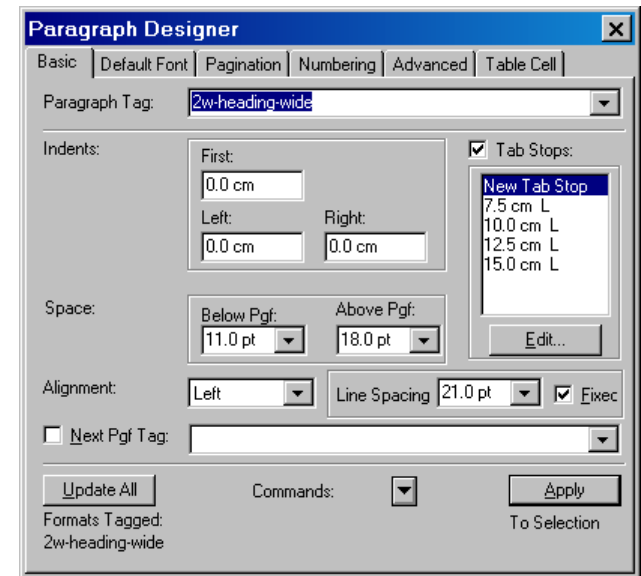 Paragraph Designer
Basic Default Font Pagination Numbering Advanced Table Cell
Paragraph Tag: 2w-heading-wide
Indents:
First:
0.0 cm
Left: Right:
0.0 cm 0.0 cm
Tab Stops:
New Tab Stop
7.5 cm L
10.0 cm L
12.5 cm L
15.0 cm L
Edit...
Space:
Below Pgf: Above Pgf:
11.0 pt 18.0 pt
Alignment: Left Line Spacing 21.0 pt Fixec
Next Pgf Tag:
Update All Commands: Apply
Formats Tagged: To Selection
2w-heading-wide